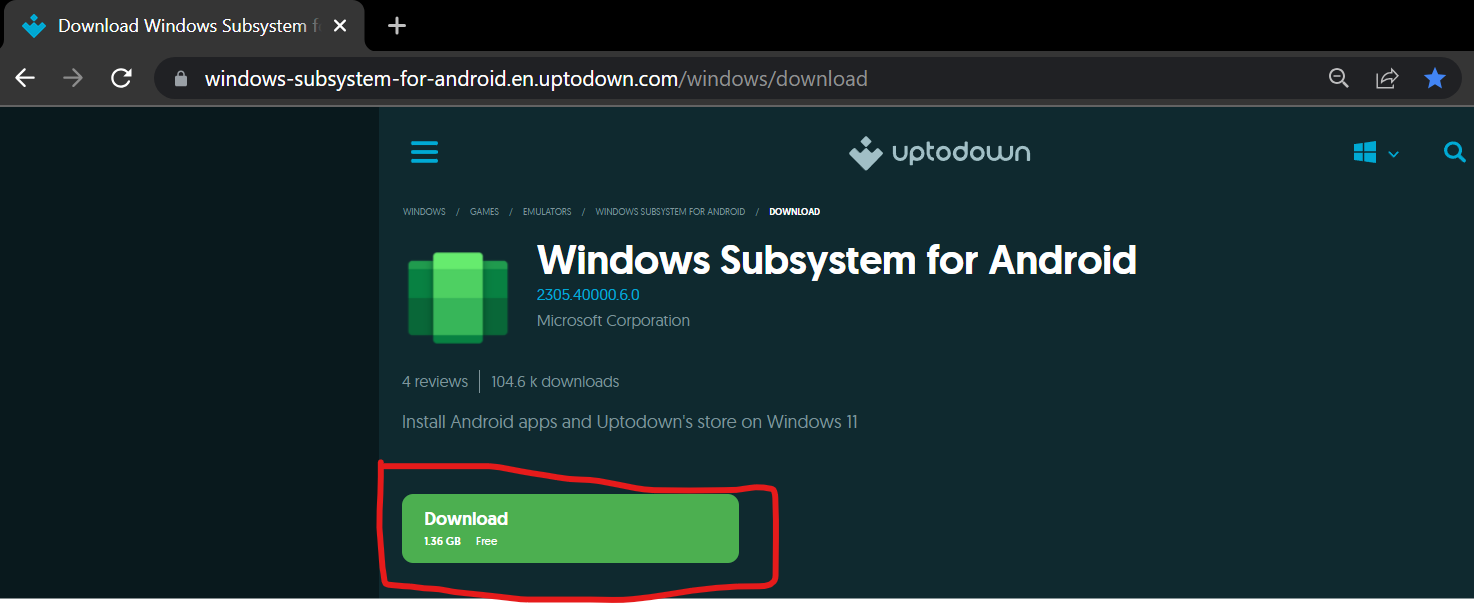 Download Windows Subsystem f
windows-subsystem-for-android.en.uptodown.com/windows/download
uptodown
WINDOWS / GAMES / EMULATORS / WINDOWS SUBSYSTEM FOR ANDROID / DOWNLOAD
Windows Subsystem for Android
2305.40000.6.0
Microsoft Corporation
4 reviews 104.6 k downloads
Install Android apps and Uptodown's store on Windows 11
Download
1.36 GB Free